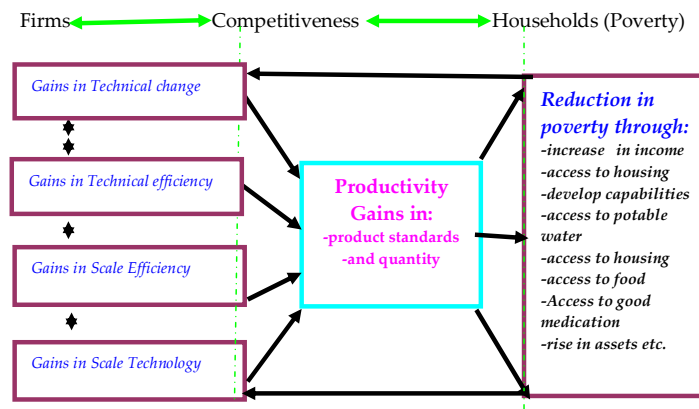 Firms Competitiveness Households (Poverty)
Gains in Technical change
Gains in Technical efficiency
Gains in Scale Efficiency
Gains in Scale Technology
Productivity
Gains in:
-product standards
-and quantity
Reduction in
poverty through:
-increase in income
-access to housing
-develop capabilities
-access to potable
water
-access to housing
-access to food
-Access to good
medication
-rise in assets etc.